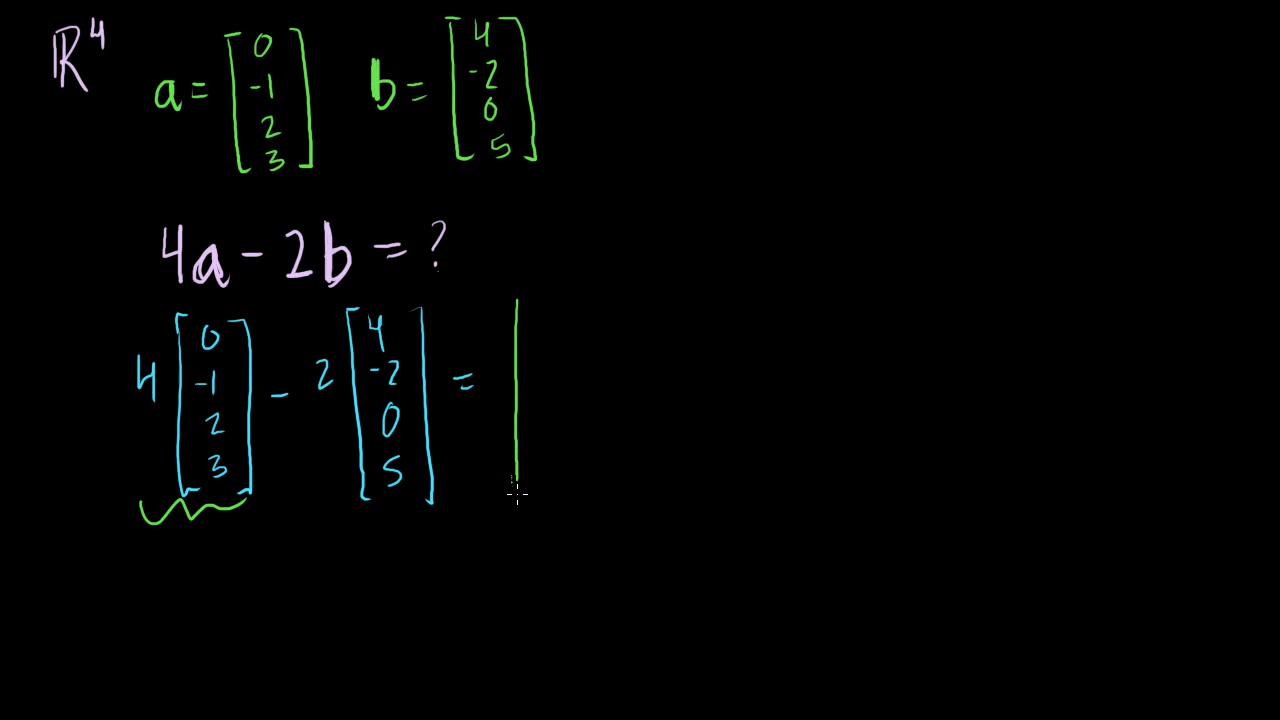 ℝ⁴ a = [0 -1 2 3] b = [4 -2 0 5]
4a - 2b = ?
4 [0 -1 2 3] - 2 [4 -2 0 5] =